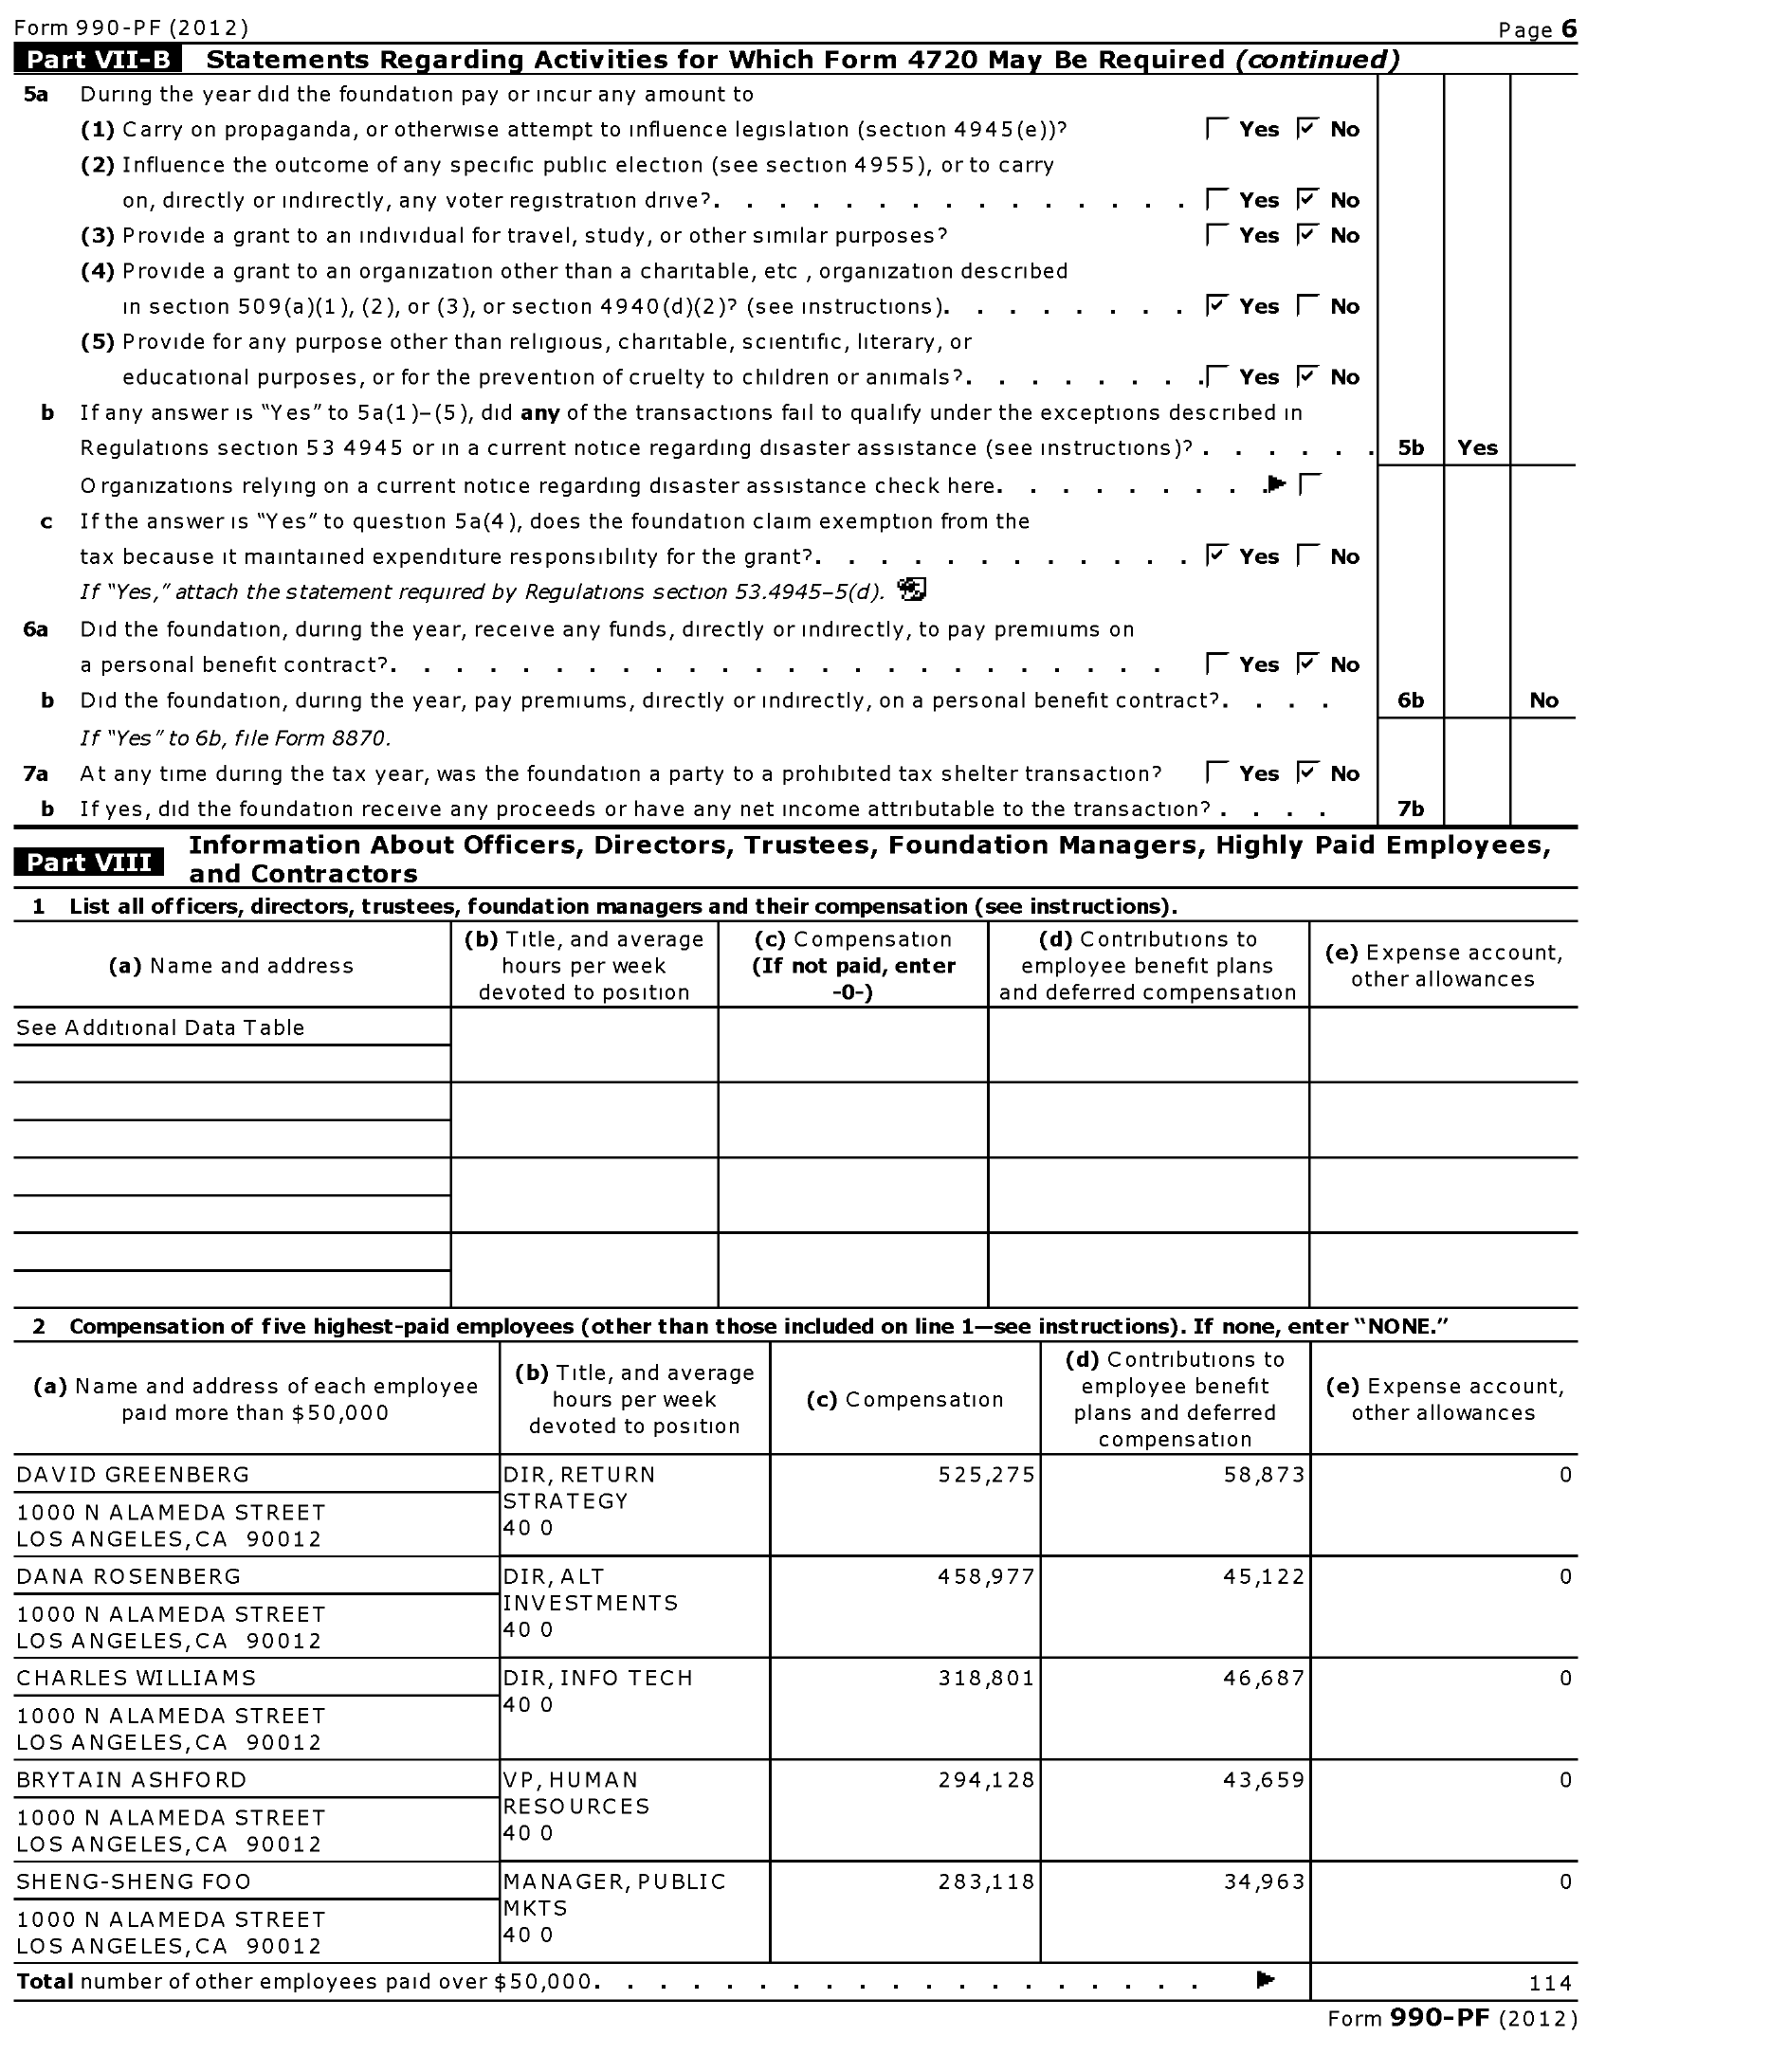 Form 990-PF (2012) Page 6
Part VII-B Statements Regarding Activities for Which Form 4720 May Be Required (continued)
5a During the year did the foundation pay or incur any amount to
(1) Carry on propaganda, or otherwise attempt to influence legislation (section 4945(e))? Yes ✓ No
(2) Influence the outcome of any specific public election (see section 4955), or to carry
on, directly or indirectly, any voter registration drive?. . . . . . . . . . . . . . . Yes ✓ No
(3) Provide a grant to an individual for travel, study, or other similar purposes? Yes ✓ No
(4) Provide a grant to an organization other than a charitable, etc , organization described
in section 509(a)(1), (2), or (3), or section 4940(d)(2)? (see instructions). . . . . . . . ✓ Yes No
(5) Provide for any purpose other than religious, charitable, scientific, literary, or
educational purposes, or for the prevention of cruelty to children or animals?. . . . . . . . Yes ✓ No
b If any answer is "Yes" to 5a(1)–(5), did any of the transactions fail to qualify under the exceptions described in
Regulations section 53 4945 or in a current notice regarding disaster assistance (see instructions)? . . . . . . 5b Yes
Organizations relying on a current notice regarding disaster assistance check here. . . . . . . . . ▶
c If the answer is "Yes" to question 5a(4), does the foundation claim exemption from the
tax because it maintained expenditure responsibility for the grant?. . . . . . . . . . . . ✓ Yes No
If "Yes," attach the statement required by Regulations section 53.4945–5(d).
6a Did the foundation, during the year, receive any funds, directly or indirectly, to pay premiums on
a personal benefit contract?. . . . . . . . . . . . . . . . . . . . . . . . Yes ✓ No
b Did the foundation, during the year, pay premiums, directly or indirectly, on a personal benefit contract?. . . . 6b No
If "Yes" to 6b, file Form 8870.
7a At any time during the tax year, was the foundation a party to a prohibited tax shelter transaction? Yes ✓ No
b If yes, did the foundation receive any proceeds or have any net income attributable to the transaction? . . . . 7b
Part VIII Information About Officers, Directors, Trustees, Foundation Managers, Highly Paid Employees,
and Contractors
1 List all officers, directors, trustees, foundation managers and their compensation (see instructions).
(a) Name and address
(b) Title, and average
hours per week
devoted to position
(c) Compensation
(If not paid, enter
-0-)
(d) Contributions to
employee benefit plans
and deferred compensation
(e) Expense account,
other allowances
See Additional Data Table
2 Compensation of five highest-paid employees (other than those included on line 1—see instructions). If none, enter "NONE."
(a) Name and address of each employee
paid more than $50,000
(b) Title, and average
hours per week
devoted to position
(c) Compensation
(d) Contributions to
employee benefit
plans and deferred
compensation
(e) Expense account,
other allowances
DAVID GREENBERG DIR, RETURN 525,275 58,873 0
STRATEGY
1000 N ALAMEDA STREET
40 0
LOS ANGELES,CA 90012
DANA ROSENBERG DIR, ALT 458,977 45,122 0
INVESTMENTS
1000 N ALAMEDA STREET
40 0
LOS ANGELES,CA 90012
CHARLES WILLIAMS DIR, INFO TECH 318,801 46,687 0
40 0
1000 N ALAMEDA STREET
LOS ANGELES,CA 90012
BRYTAIN ASHFORD VP, HUMAN 294,128 43,659 0
RESOURCES
1000 N ALAMEDA STREET
40 0
LOS ANGELES,CA 90012
SHENG-SHENG FOO MANAGER, PUBLIC 283,118 34,963 0
MKTS
1000 N ALAMEDA STREET
40 0
LOS ANGELES,CA 90012
Total number of other employees paid over $50,000. . . . . . . . . . . . . . . . . . . ▶ 114
Form 990-PF (2012)